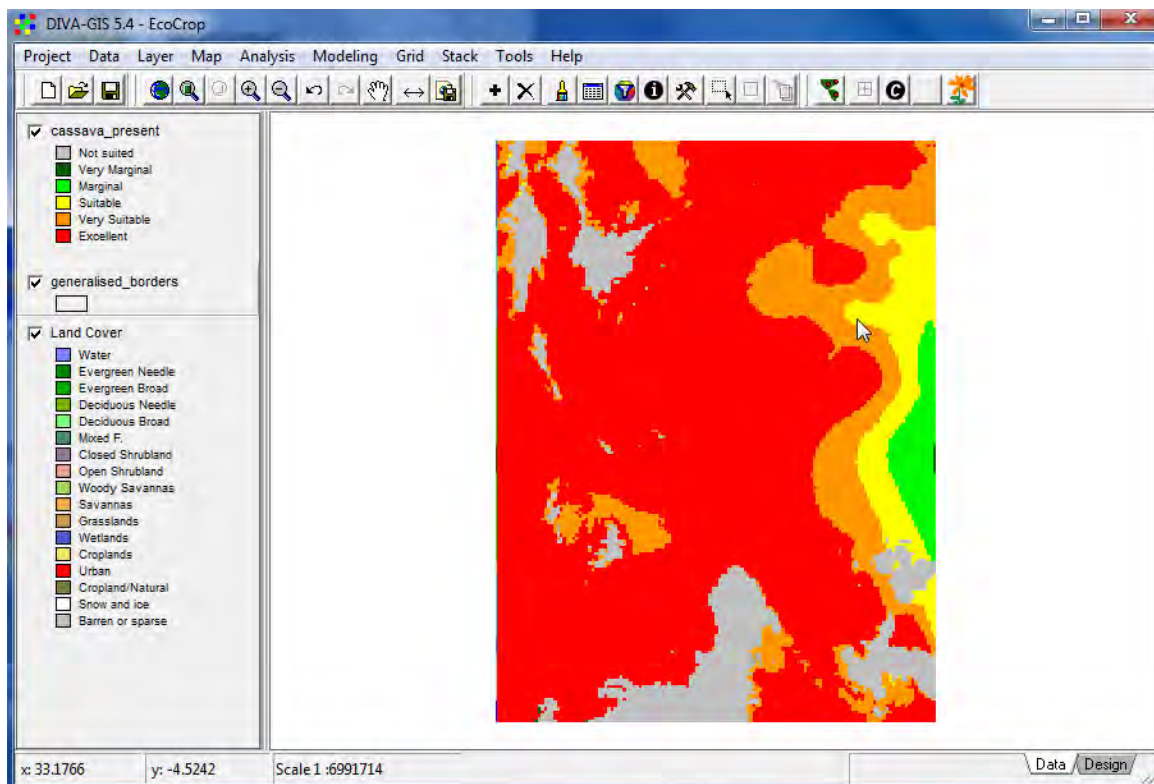 DIVA-GIS 5.4 - EcoCrop
Project Data Layer Map Analysis Modeling Grid Stack Tools Help
cassava_present
Not suited
Very Marginal
Marginal
Suitable
Very Suitable
Excellent
generalised_borders
Land Cover
Water
Evergreen Needle
Evergreen Broad
Deciduous Needle
Deciduous Broad
Mixed F.
Closed Shrubland
Open Shrubland
Woody Savannas
Savannas
Grasslands
Wetlands
Croplands
Urban
Cropland/Natural
Snow and ice
Barren or sparse
x: 33.1766 y: -4.5242 Scale 1 :6991714 Data Design